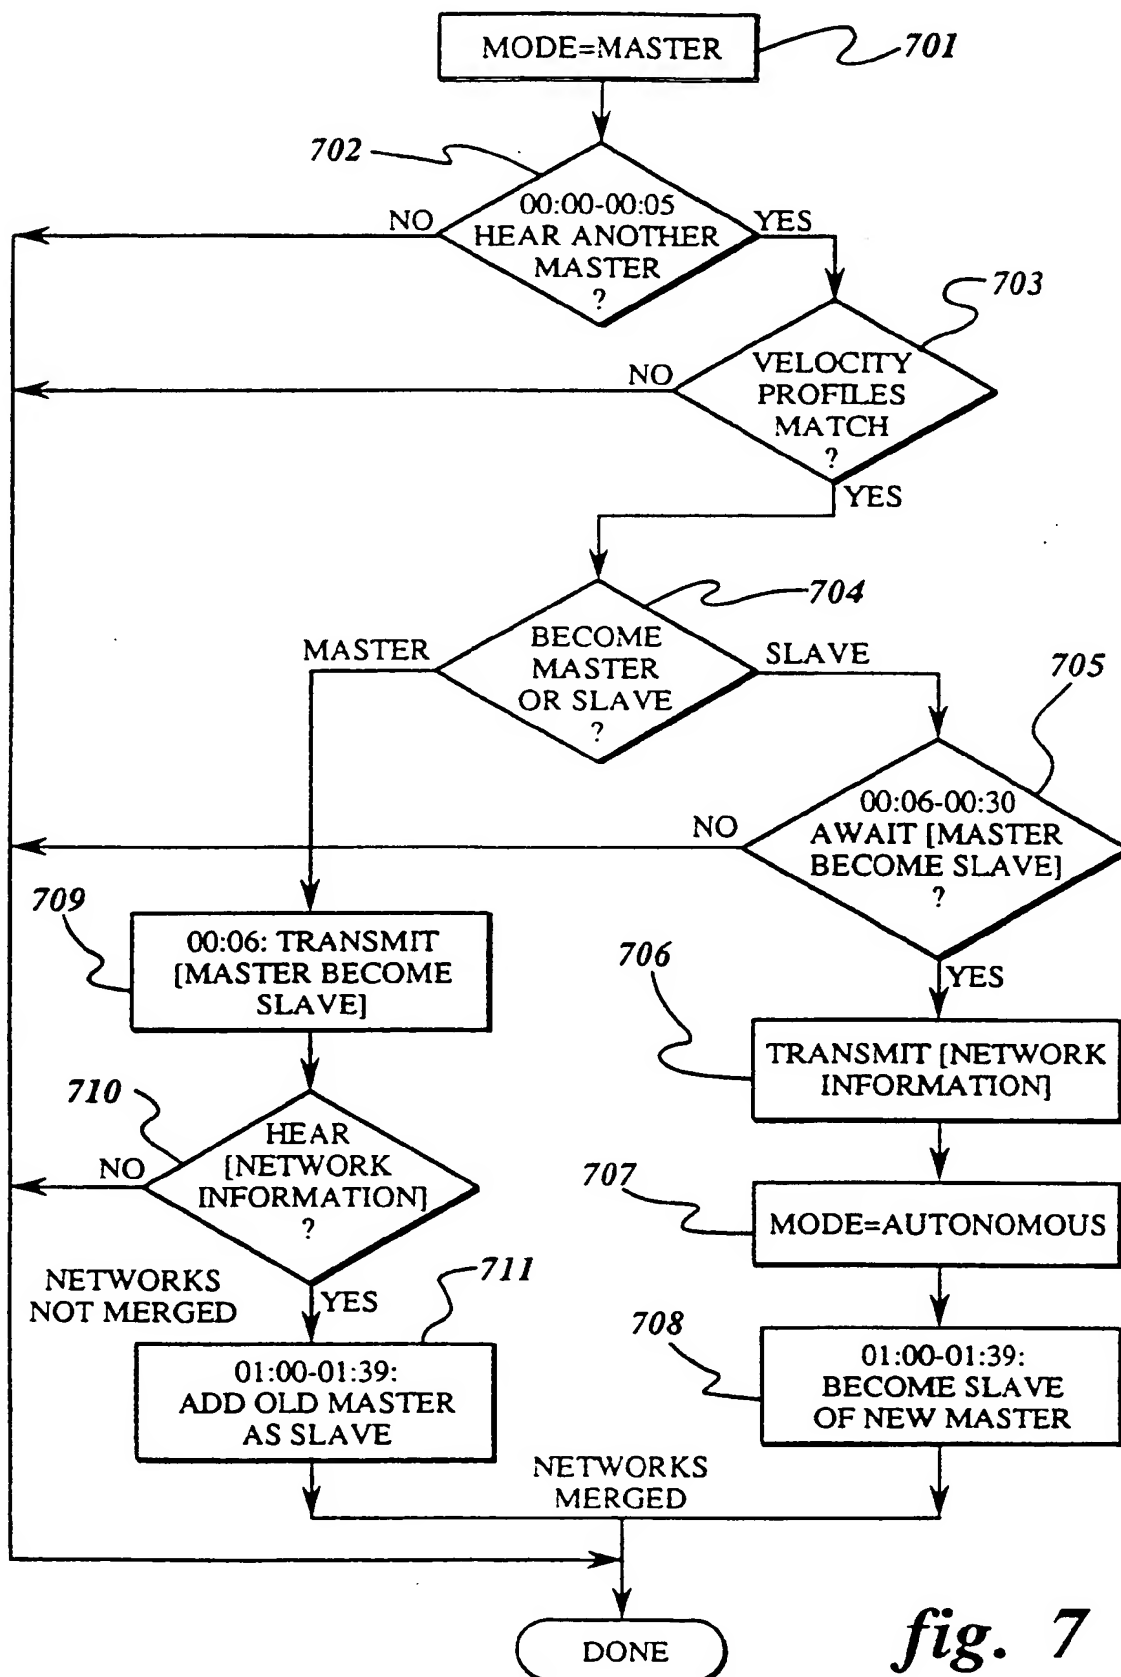 MODE=MASTER
701
702
00:00-00:05
HEAR ANOTHER
MASTER
?
NO
YES
703
VELOCITY
PROFILES
MATCH
?
NO
YES
704
BECOME
MASTER
OR SLAVE
?
MASTER
SLAVE
705
00:06-00:30
AWAIT [MASTER
BECOME SLAVE]
?
NO
YES
709
00:06: TRANSMIT
[MASTER BECOME
SLAVE]
706
TRANSMIT [NETWORK
INFORMATION]
710
HEAR
[NETWORK
INFORMATION]
?
NO
YES
707
MODE=AUTONOMOUS
NETWORKS
NOT MERGED
711
01:00-01:39:
ADD OLD MASTER
AS SLAVE
708
01:00-01:39:
BECOME SLAVE
OF NEW MASTER
NETWORKS
MERGED
DONE
fig. 7